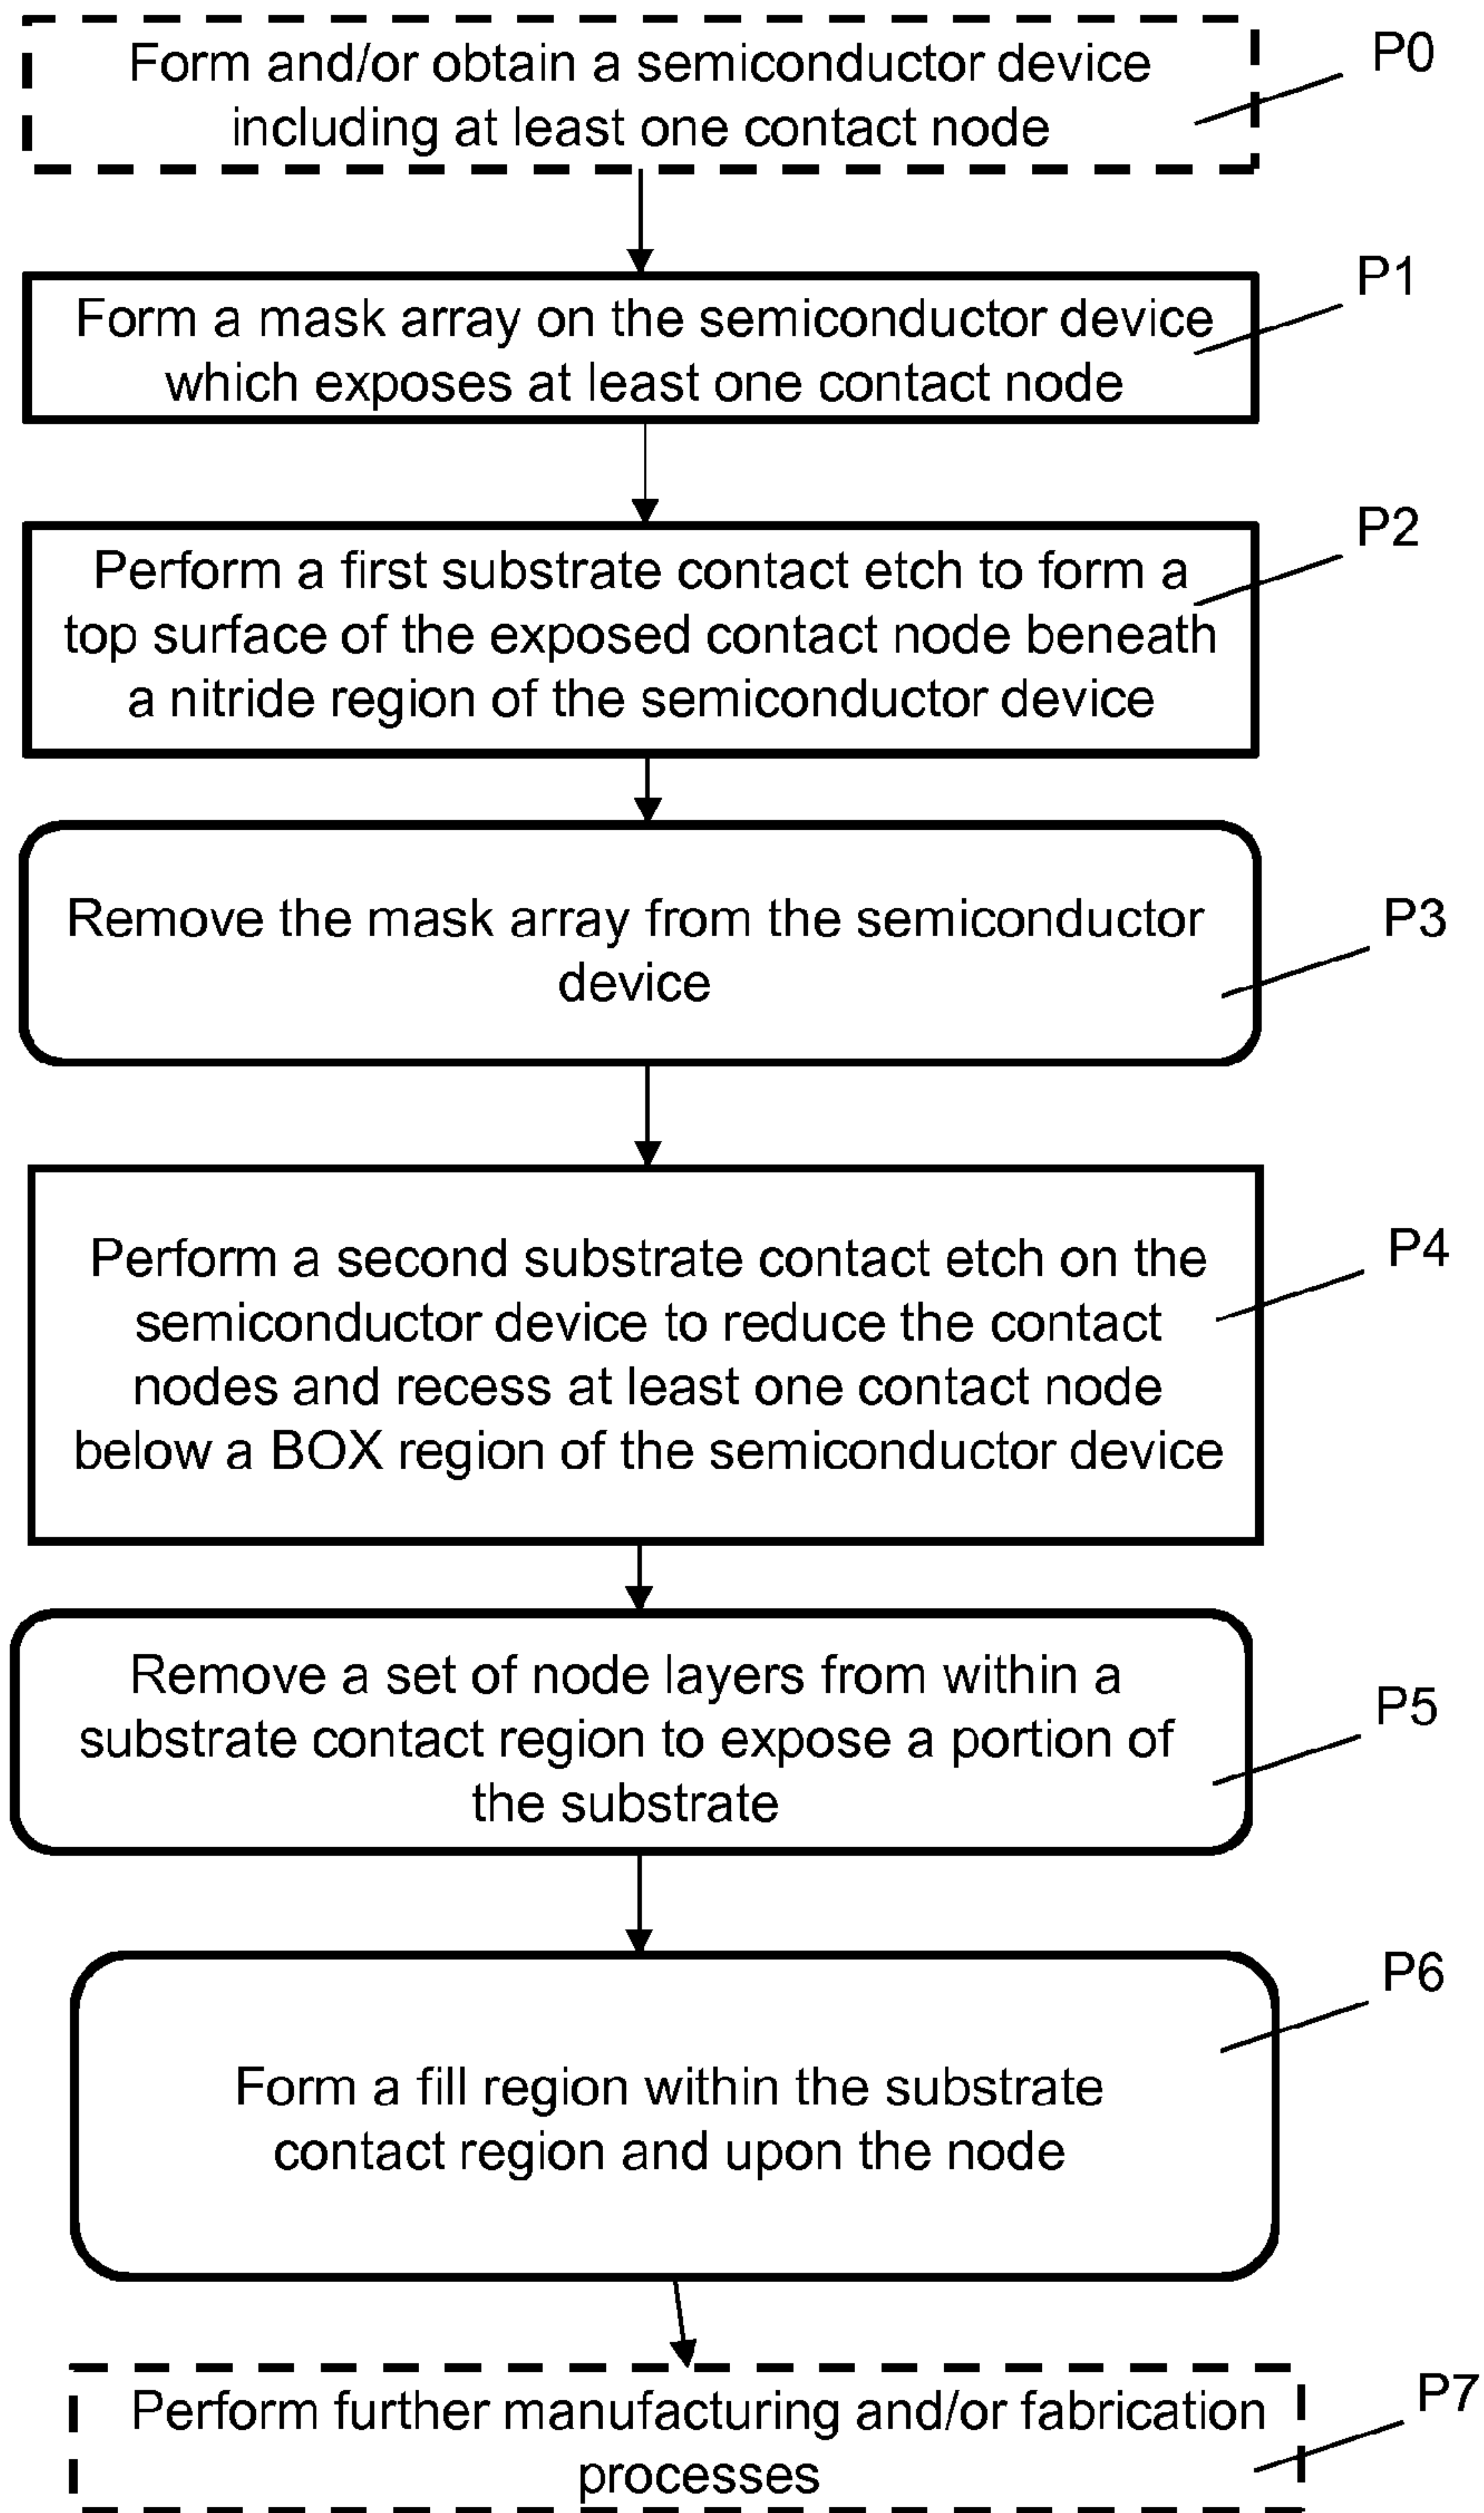 Form and/or obtain a semiconductor device
including at least one contact node
P0
Form a mask array on the semiconductor device
which exposes at least one contact node
P1
Perform a first substrate contact etch to form a
top surface of the exposed contact node beneath
a nitride region of the semiconductor device
P2
Remove the mask array from the semiconductor
device
P3
Perform a second substrate contact etch on the
semiconductor device to reduce the contact
nodes and recess at least one contact node
below a BOX region of the semiconductor device
P4
Remove a set of node layers from within a
substrate contact region to expose a portion of
the substrate
P5
Form a fill region within the substrate
contact region and upon the node
P6
Perform further manufacturing and/or fabrication
processes
P7